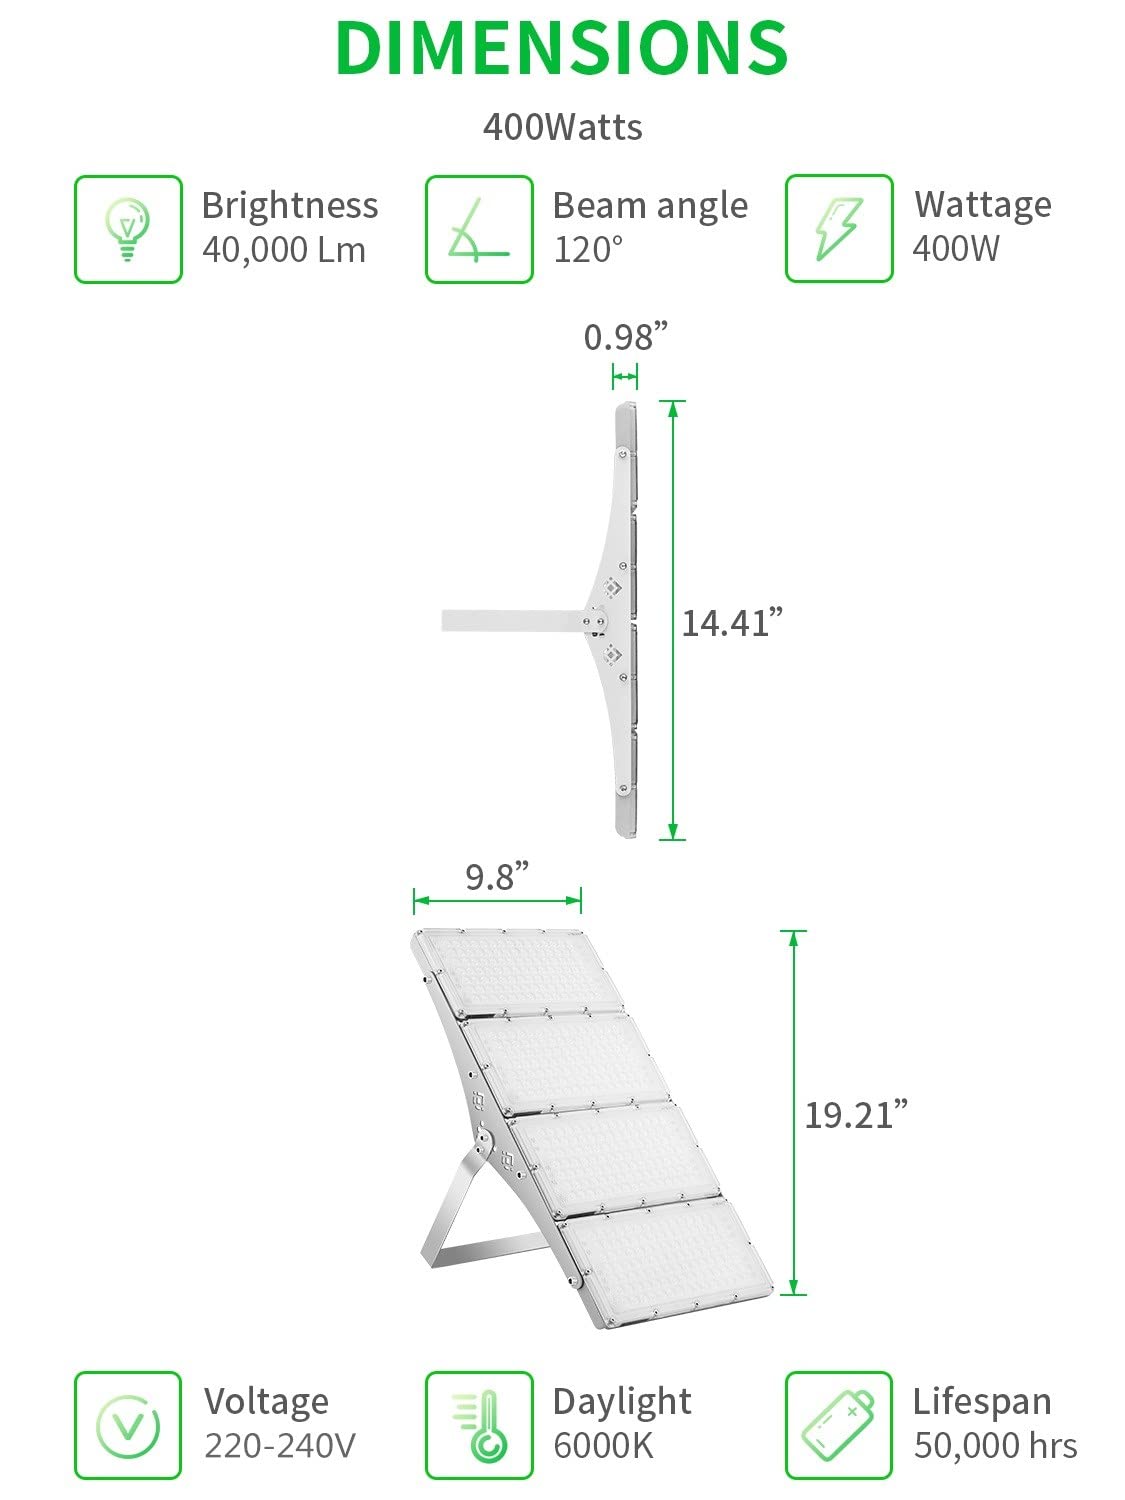 DIMENSIONS
400Watts
Brightness
40,000 Lm
Beam angle
120°
Wattage
400W
0.98”
14.41”
9.8”
19.21”
Voltage
220-240V
Daylight
6000K
Lifespan
50,000 hrs